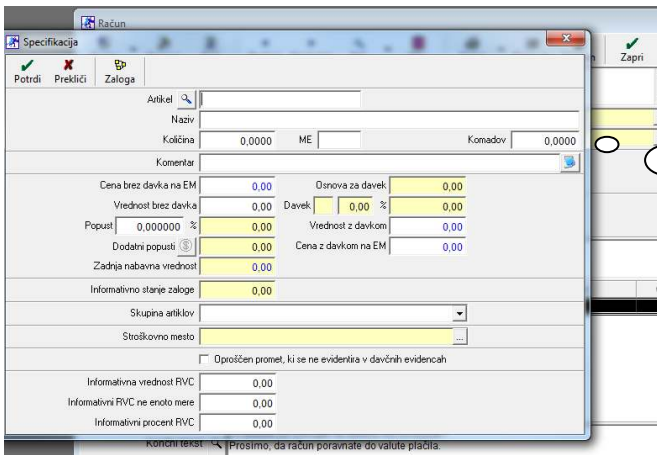 Račun
Specifikacija
Zapri
Potrdi Prekliči Zaloga
Artikel
Naziv
Količina 0,0000 ME Komadov 0,0000
Komentar
Cena brez davka na EM 0,00 Osnova za davek 0,00
Vrednost brez davka 0,00 Davek 0,00 % 0,00
Popust 0,000000 % 0,00 Vrednost z davkom 0,00
Dodatni popusti 0,00 Cena z davkom na EM 0,00
Zadnja nabavna vrednost 0,00
Informativno stanje zaloge 0,00
Skupina artiklov
Stroškovno mesto ...
Oproščen promet, ki se ne evidentira v davčnih evidencah
Informativna vrednost RVC 0,00
Informativni RVC ne enoto mere 0,00
Informativni procent RVC 0,00
Končni tekst Prosimo, da račun poravnate do valute plačila.